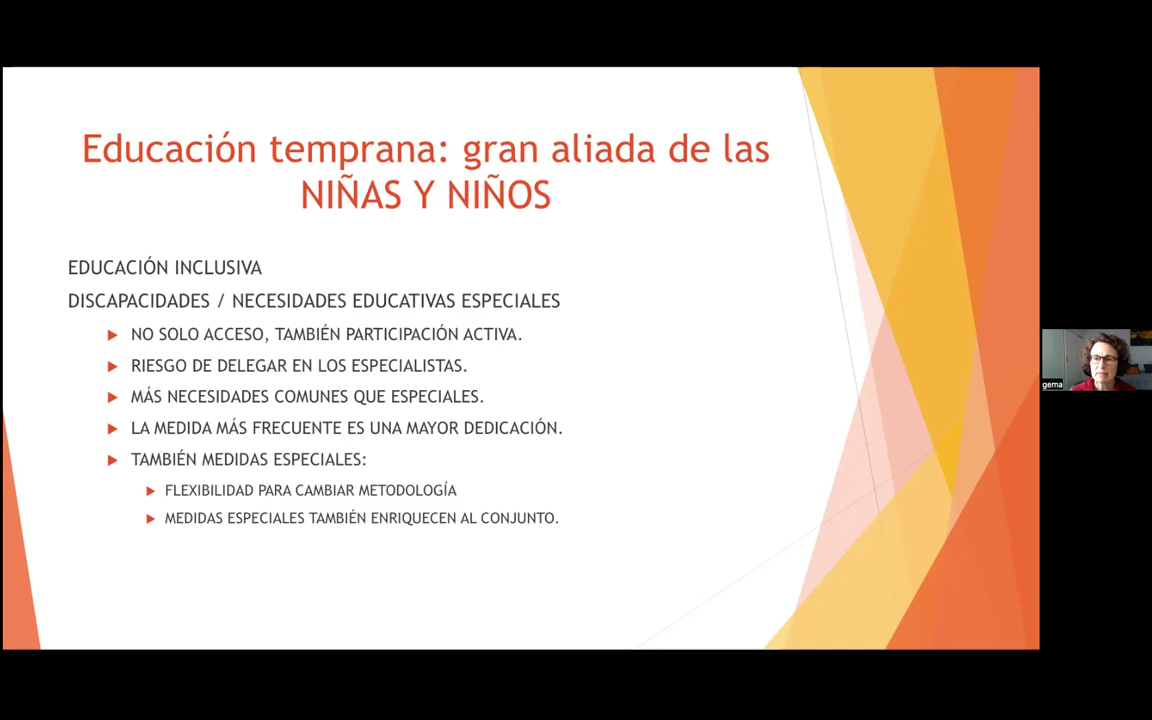 Educación temprana: gran aliada de las
NIÑAS Y NIÑOS
EDUCACIÓN INCLUSIVA
DISCAPACIDADES / NECESIDADES EDUCATIVAS ESPECIALES
NO SOLO ACCESO, TAMBIÉN PARTICIPACIÓN ACTIVA.
RIESGO DE DELEGAR EN LOS ESPECIALISTAS.
MÁS NECESIDADES COMUNES QUE ESPECIALES.
LA MEDIDA MÁS FRECUENTE ES UNA MAYOR DEDICACIÓN.
TAMBIÉN MEDIDAS ESPECIALES:
FLEXIBILIDAD PARA CAMBIAR METODOLOGÍA
MEDIDAS ESPECIALES TAMBIÉN ENRIQUECEN AL CONJUNTO.
gema